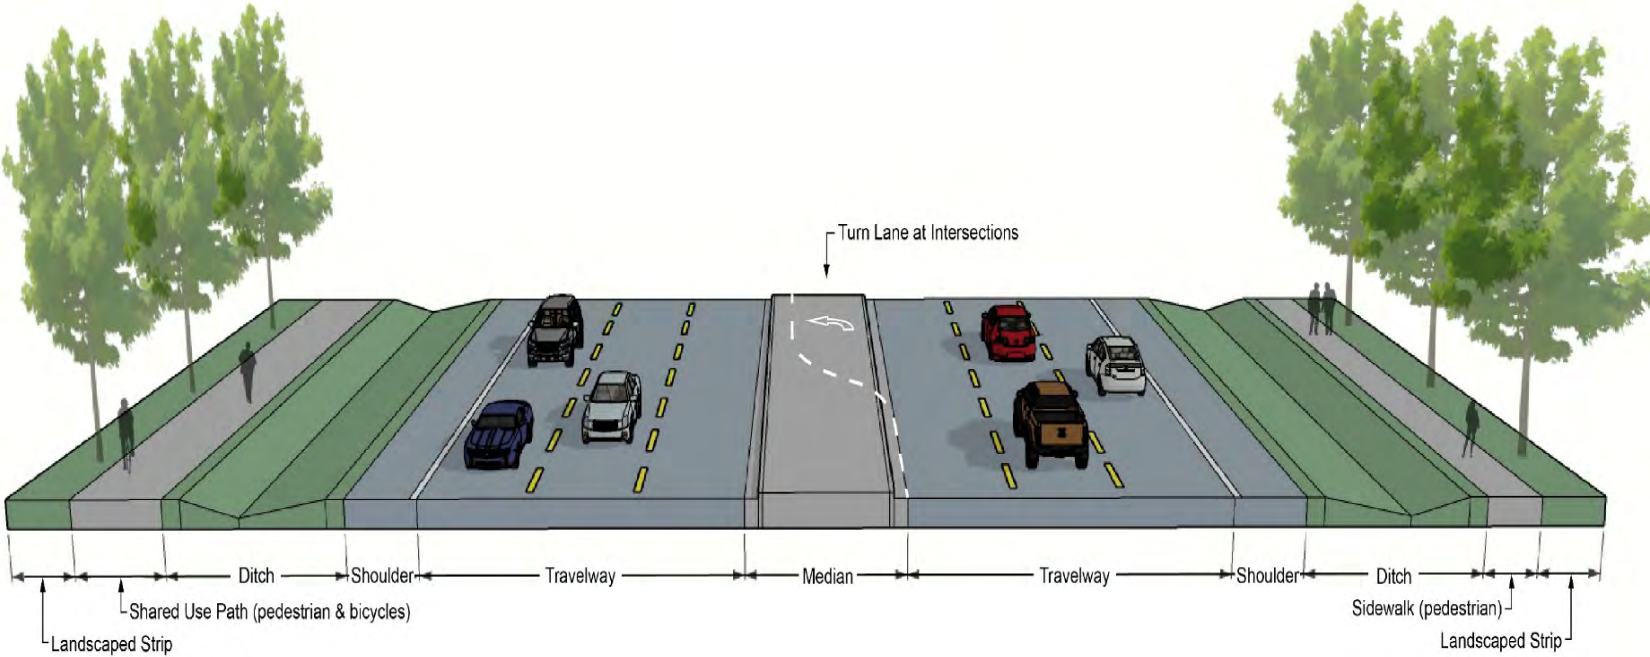 Turn Lane at Intersections
Ditch Shoulder Travelway Median Travelway Shoulder Ditch
Shared Use Path (pedestrian & bicycles)
Sidewalk (pedestrian)
Landscaped Strip
Landscaped Strip